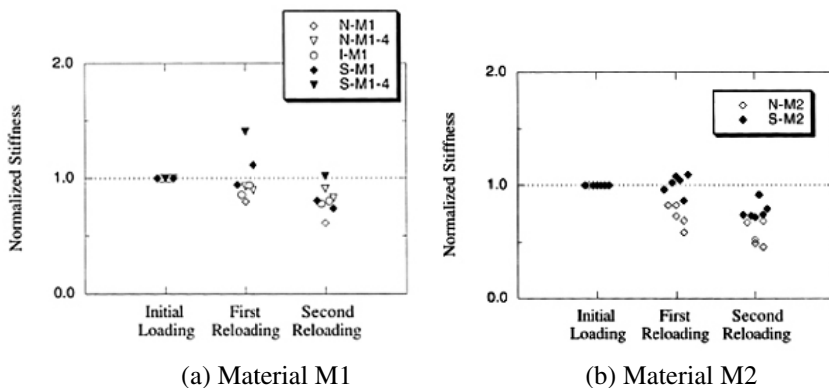 N-M1
N-M1-4
I-M1
S-M1
S-M1-4
2.0
1.0
0.0
Normalized Stiffness
Initial Loading
First Reloading
Second Reloading
(a) Material M1
N-M2
S-M2
2.0
1.0
0.0
Normalized Stiffness
Initial Loading
First Reloading
Second Reloading
(b) Material M2